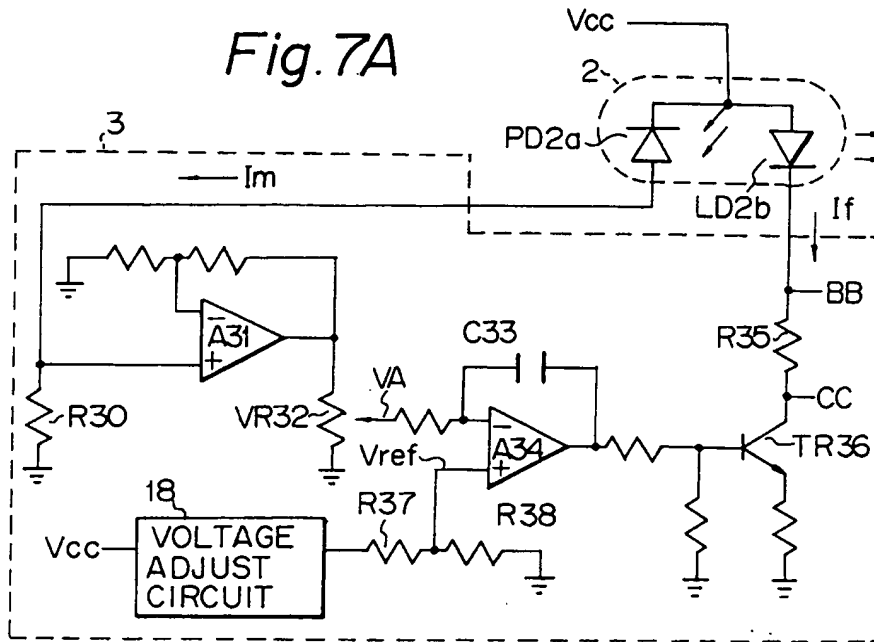 Fig. 7A
Vcc
2
3
PD2a
Im
LD2b
If
BB
A31
−
+
C33
R35
VA
CC
R30
VR32
A34
−
+
TR36
Vref
18
R37
R38
Vcc
VOLTAGE
ADJUST
CIRCUIT